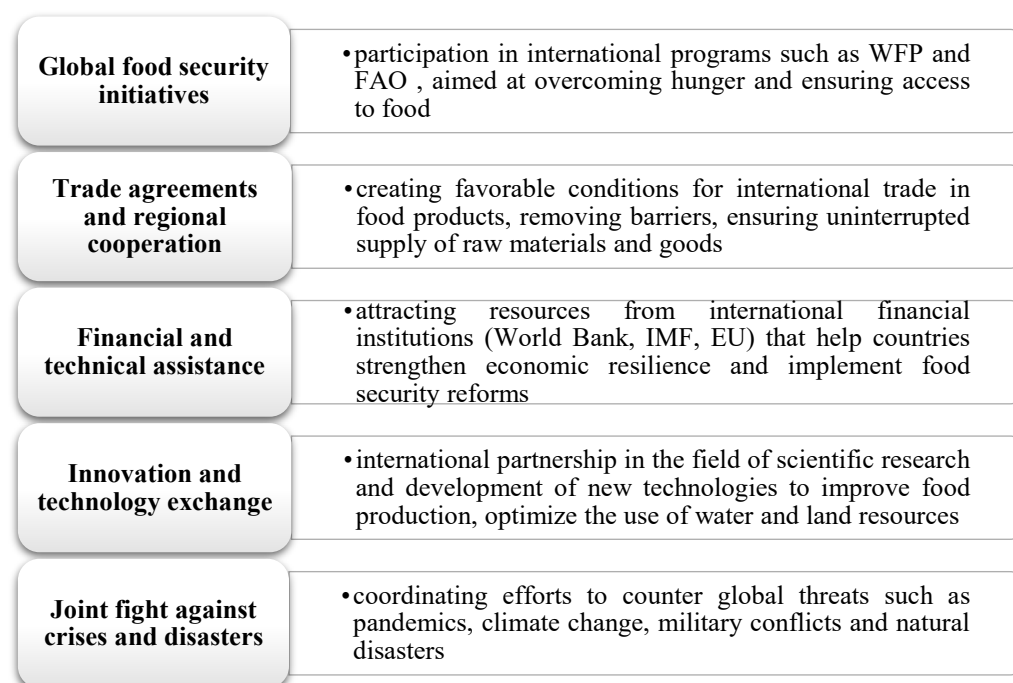 Global food security
initiatives
•participation in international programs such as WFP and
FAO , aimed at overcoming hunger and ensuring access
to food
Trade agreements
and regional
cooperation
•creating favorable conditions for international trade in
food products, removing barriers, ensuring uninterrupted
supply of raw materials and goods
Financial and
technical assistance
•attracting resources from international financial
institutions (World Bank, IMF, EU) that help countries
strengthen economic resilience and implement food
security reforms
Innovation and
technology exchange
•international partnership in the field of scientific research
and development of new technologies to improve food
production, optimize the use of water and land resources
Joint fight against
crises and disasters
•coordinating efforts to counter global threats such as
pandemics, climate change, military conflicts and natural
disasters